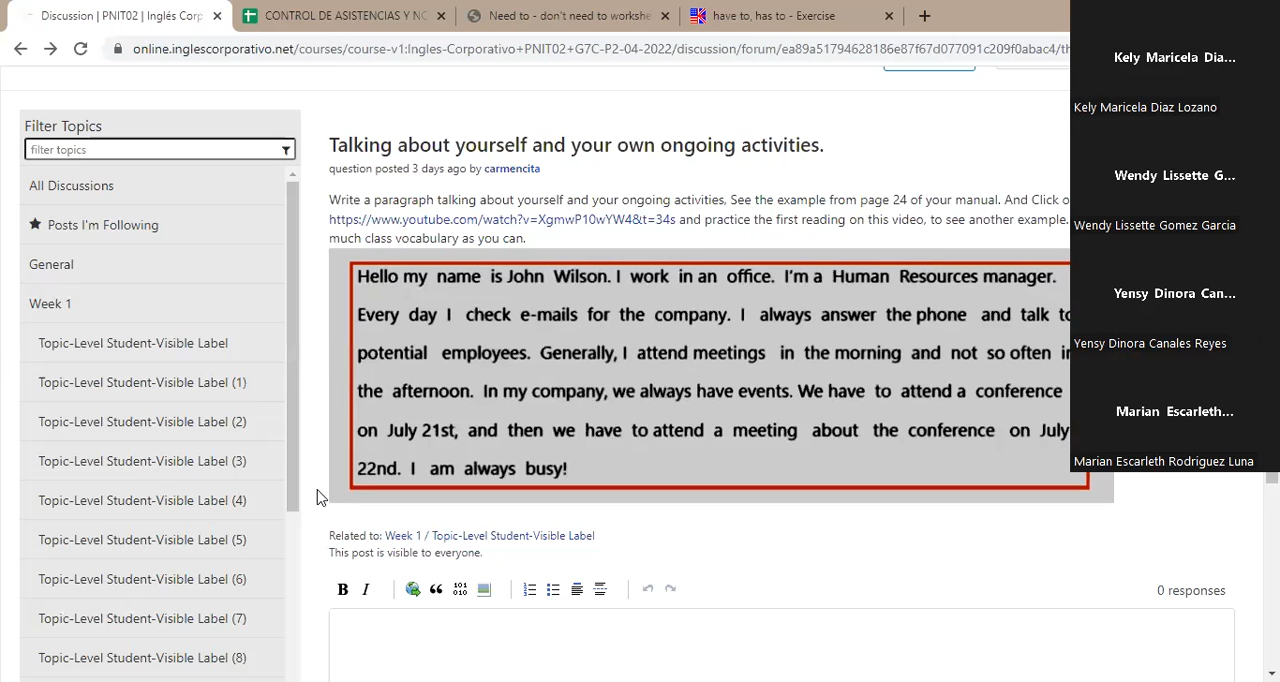 Discussion | PNIT02 | Inglés Corp
CONTROL DE ASISTENCIAS Y NO
Need to - don't need to workshe
have to, has to - Exercise
online.inglescorporativo.net/courses/course-v1:Ingles-Corporativo+PNIT02+G7C-P2-04-2022/discussion/forum/ea89a51794628186e87f67d077091c209f0abac4/th
Filter Topics
filter topics
All Discussions
Posts I'm Following
General
Week 1
Topic-Level Student-Visible Label
Topic-Level Student-Visible Label (1)
Topic-Level Student-Visible Label (2)
Topic-Level Student-Visible Label (3)
Topic-Level Student-Visible Label (4)
Topic-Level Student-Visible Label (5)
Topic-Level Student-Visible Label (6)
Topic-Level Student-Visible Label (7)
Topic-Level Student-Visible Label (8)
Talking about yourself and your own ongoing activities.
question posted 3 days ago by carmencita
Write a paragraph talking about yourself and your ongoing activities, See the example from page 24 of your manual. And Click o
https://www.youtube.com/watch?v=XgmwP10wYW4&t=34s and practice the first reading on this video, to see another example.
much class vocabulary as you can.
Hello my name is John Wilson. I work in an office. I'm a Human Resources manager.
Every day I check e-mails for the company. I always answer the phone and talk to
potential employees. Generally, I attend meetings in the morning and not so often in
the afternoon. In my company, we always have events. We have to attend a conference
on July 21st, and then we have to attend a meeting about the conference on July
22nd. I am always busy!
Related to: Week 1 / Topic-Level Student-Visible Label
This post is visible to everyone.
B I
0 responses
Kely Maricela Dia...
Kely Maricela Diaz Lozano
Wendy Lissette G...
Wendy Lissette Gomez Garcia
Yensy Dinora Can...
Yensy Dinora Canales Reyes
Marian Escarleth...
Marian Escarleth Rodriguez Luna